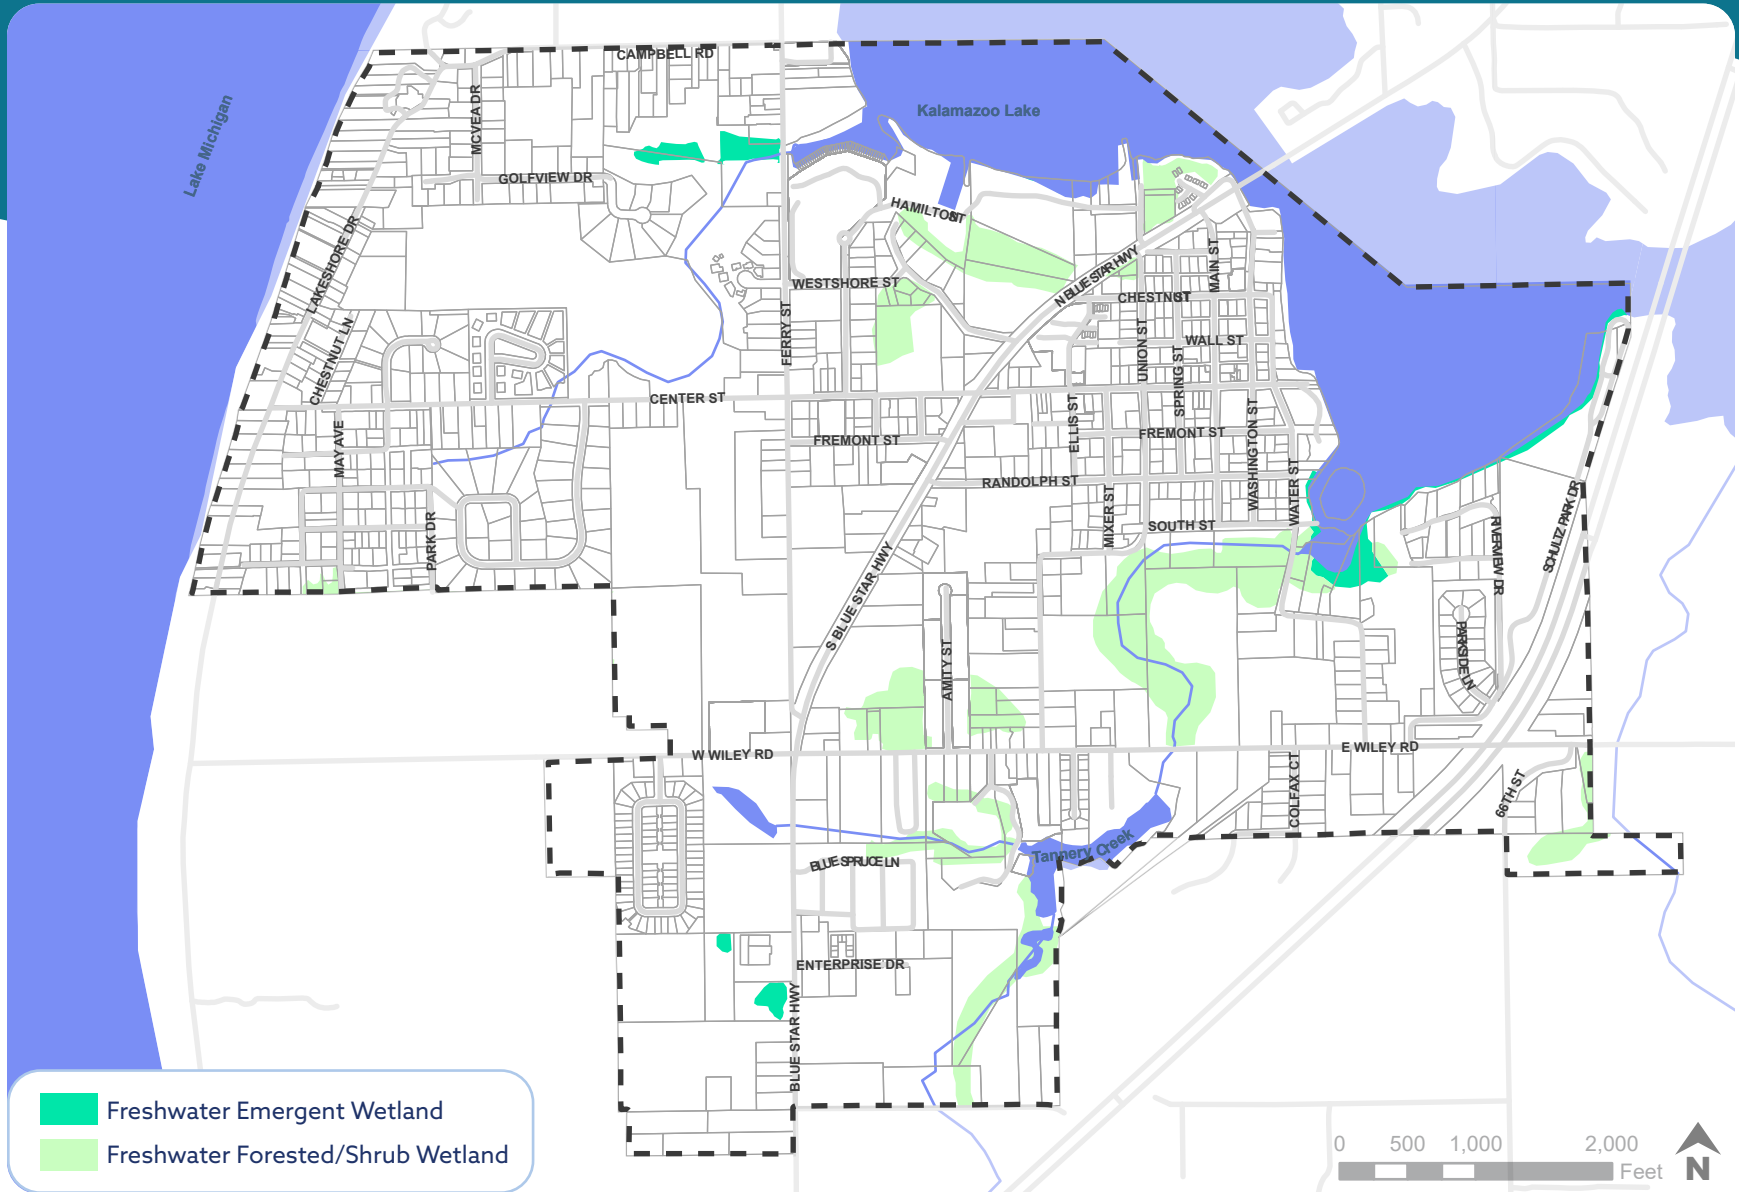 CAMPBELL RD
Kalamazoo Lake
Lake Michigan
MCVEA DR
GOLFVIEW DR
HAMILTON ST
LAKESHORE DR
WESTSHORE ST
N BLUE STAR HWY
MAIN ST
CHESTNUT ST
FERRY ST
CHESTNUT LN
UNION ST
WALL ST
SPRING ST
CENTER ST
ELLIS ST
WASHINGTON ST
MAY AVE
FREMONT ST
FREMONT ST
RANDOLPH ST
WATER ST
MIXER ST
SOUTH ST
PARK DR
SCHULTZ PARK DR
RIVERVIEW DR
S BLUE STAR HWY
AMITY ST
PARKSIDE LN
W WILEY RD
E WILEY RD
COLFAX CT
66TH ST
Tannery Creek
BLUE SPRUCE LN
ENTERPRISE DR
BLUE STAR HWY
Freshwater Emergent Wetland
Freshwater Forested/Shrub Wetland
0 500 1,000 2,000
Feet
N